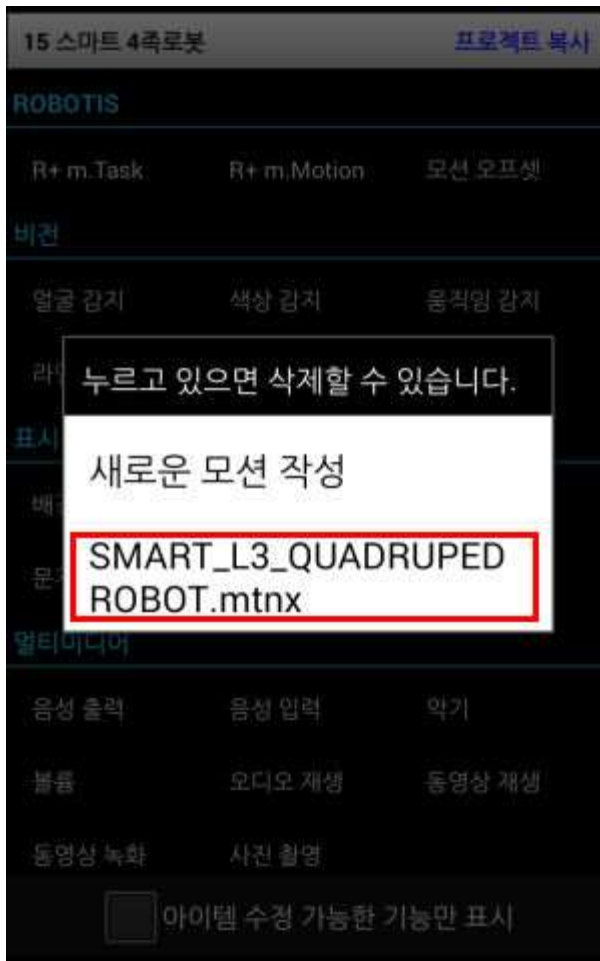 15 스마트 4족로봇 프로젝트 복사
ROBOTIS
R+ m.Task R+ m.Motion 모션 오프셋
비전
얼굴 감지 색상 감지 움직임 감지
누르고 있으면 삭제할 수 있습니다.
표시
새로운 모션 작성
SMART_L3_QUADRUPED
ROBOT.mtnx
멀티미디어
음성 출력 음성 입력 악기
볼륨 오디오 재생 동영상 재생
동영상 녹화 사진 촬영
아이템 수정 가능한 기능만 표시